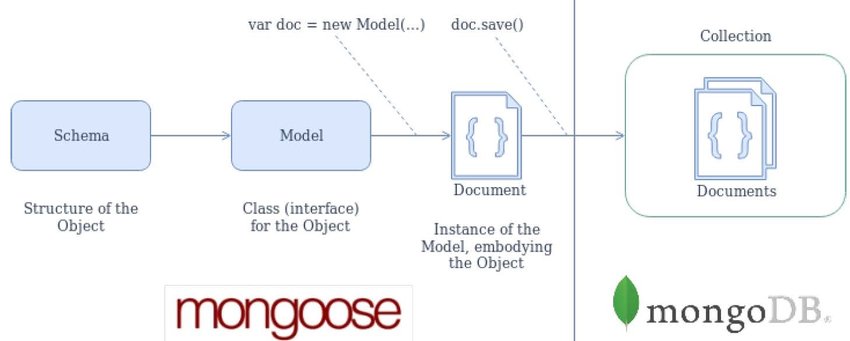 var doc = new Model(...)
doc.save()
Collection
Schema
Model
{ }
{ }
Document
Documents
Structure of the
Object
Class (interface)
for the Object
Instance of the
Model, embodying
the Object
mongoose
mongoDB®